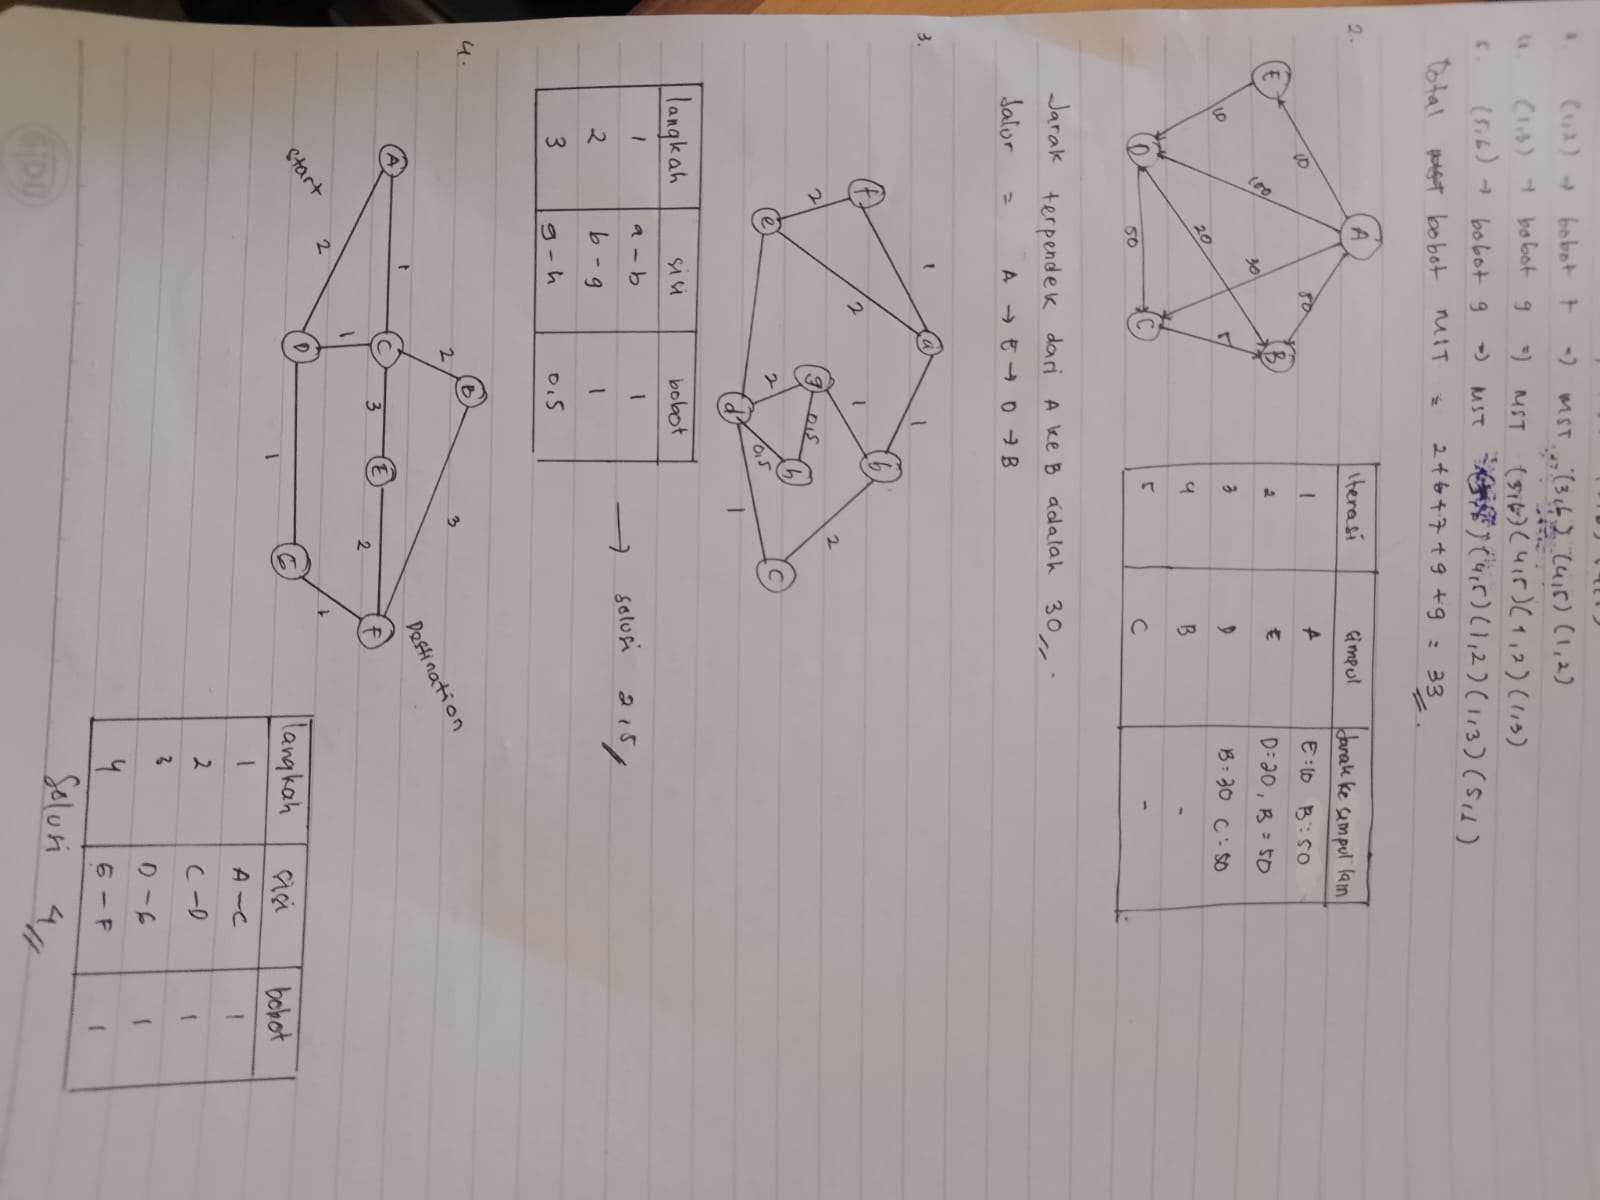 (1,2) → bobot 7 ⇒ MST (3,6) (4,5) (1,2)
4. (1,3) → bobot 9 ⇒ MST (3,6) (4,5) (1,2) (1,3)
5. (5,6) → bobot 9 ⇒ MST (4,5) (1,2) (1,3) (5,1)
Total bobot MIT = 2+6+7+9+9 = 33
2.
A
E
D
C
B
10
10
100
30
50
20
50
5
Iterasi simpul Jarak ke simpul lain
1 A E=10 B=50
2 E D=20, B=50
3 D B=30 C=50
4 B -
5 C -
Jarak terpendek dari A ke B adalah 30
Jalur = A → E → D → B
3.
a
f
e
b
g
h
d
c
1
2
2
1
1
2
0,5
0,5
2
1
langkah sisi bobot
1 a-b 1
2 b-g 1
3 g-h 0,5
→ solusi 2,5
4.
Start
A
B
C
D
E
F
G
2
1
1
2
3
3
2
1
1
Destination
langkah sisi bobot
1 A-C 1
2 C-D 1
3 D-G 1
4 G-F 1
Solusi 4